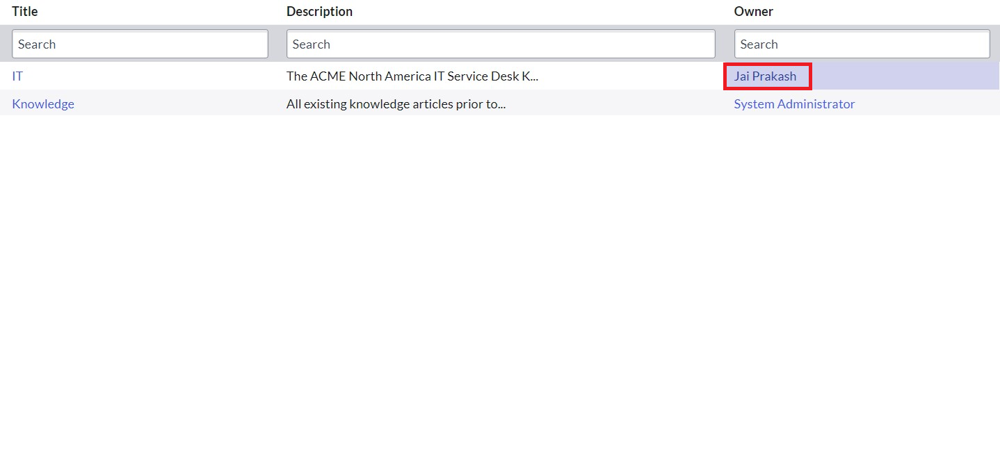 Title Description Owner
Search Search Search
IT The ACME North America IT Service Desk K... Jai Prakash
Knowledge All existing knowledge articles prior to... System Administrator